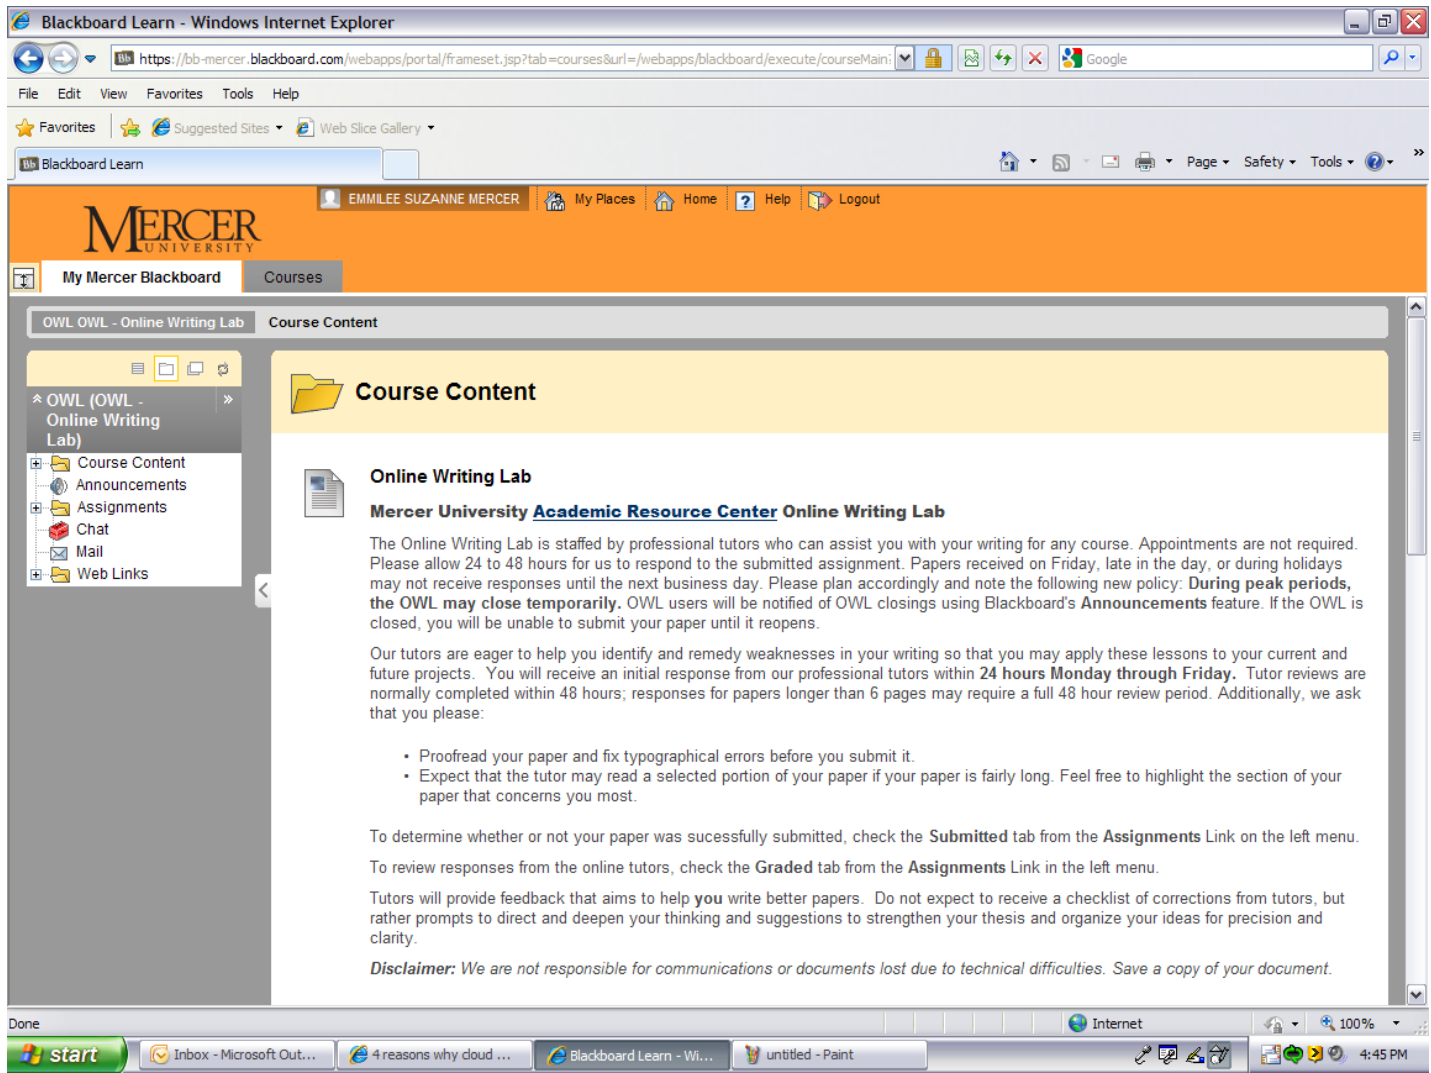 Blackboard Learn - Windows Internet Explorer
https://bb-mercer.blackboard.com/webapps/portal/frameset.jsp?tab=courses&url=/webapps/blackboard/execute/courseMain?
Google
File Edit View Favorites Tools Help
Favorites Suggested Sites Web Slice Gallery
Blackboard Learn
Page Safety Tools
EMMILEE SUZANNE MERCER My Places Home Help Logout
MERCER
UNIVERSITY
My Mercer Blackboard Courses
OWL OWL - Online Writing Lab Course Content
OWL (OWL -
Online Writing
Lab)
Course Content
Announcements
Assignments
Chat
Mail
Web Links
Course Content
Online Writing Lab
Mercer University Academic Resource Center Online Writing Lab
The Online Writing Lab is staffed by professional tutors who can assist you with your writing for any course. Appointments are not required.
Please allow 24 to 48 hours for us to respond to the submitted assignment. Papers received on Friday, late in the day, or during holidays
may not receive responses until the next business day. Please plan accordingly and note the following new policy: During peak periods,
the OWL may close temporarily. OWL users will be notified of OWL closings using Blackboard's Announcements feature. If the OWL is
closed, you will be unable to submit your paper until it reopens.
Our tutors are eager to help you identify and remedy weaknesses in your writing so that you may apply these lessons to your current and
future projects. You will receive an initial response from our professional tutors within 24 hours Monday through Friday. Tutor reviews are
normally completed within 48 hours; responses for papers longer than 6 pages may require a full 48 hour review period. Additionally, we ask
that you please:
• Proofread your paper and fix typographical errors before you submit it.
• Expect that the tutor may read a selected portion of your paper if your paper is fairly long. Feel free to highlight the section of your
paper that concerns you most.
To determine whether or not your paper was sucessfully submitted, check the Submitted tab from the Assignments Link on the left menu.
To review responses from the online tutors, check the Graded tab from the Assignments Link in the left menu.
Tutors will provide feedback that aims to help you write better papers. Do not expect to receive a checklist of corrections from tutors, but
rather prompts to direct and deepen your thinking and suggestions to strengthen your thesis and organize your ideas for precision and
clarity.
Disclaimer: We are not responsible for communications or documents lost due to technical difficulties. Save a copy of your document.
Done Internet 100%
start Inbox - Microsoft Out... 4 reasons why cloud ... Blackboard Learn - Wi... untitled - Paint 4:45 PM